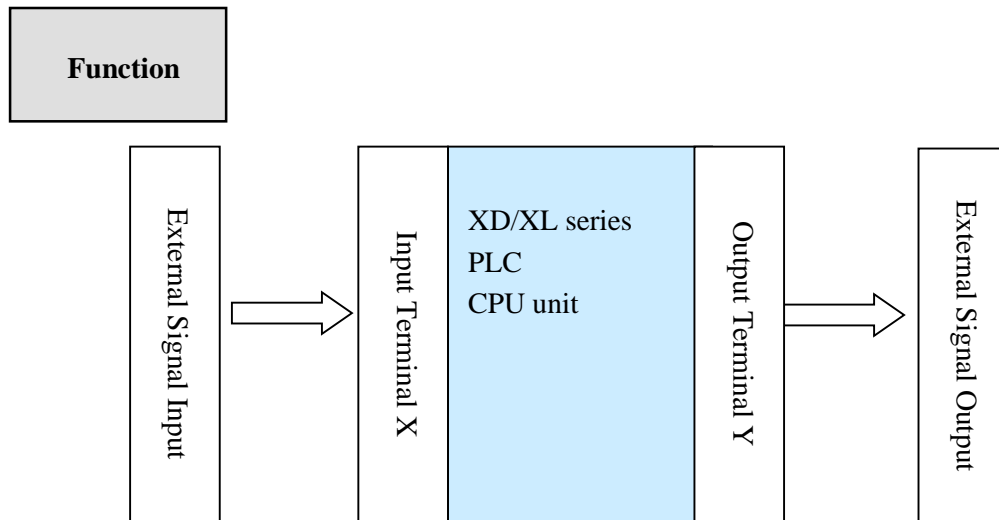 Function
External Signal Input
Input Terminal X
XD/XL series
PLC
CPU unit
Output Terminal Y
External Signal Output